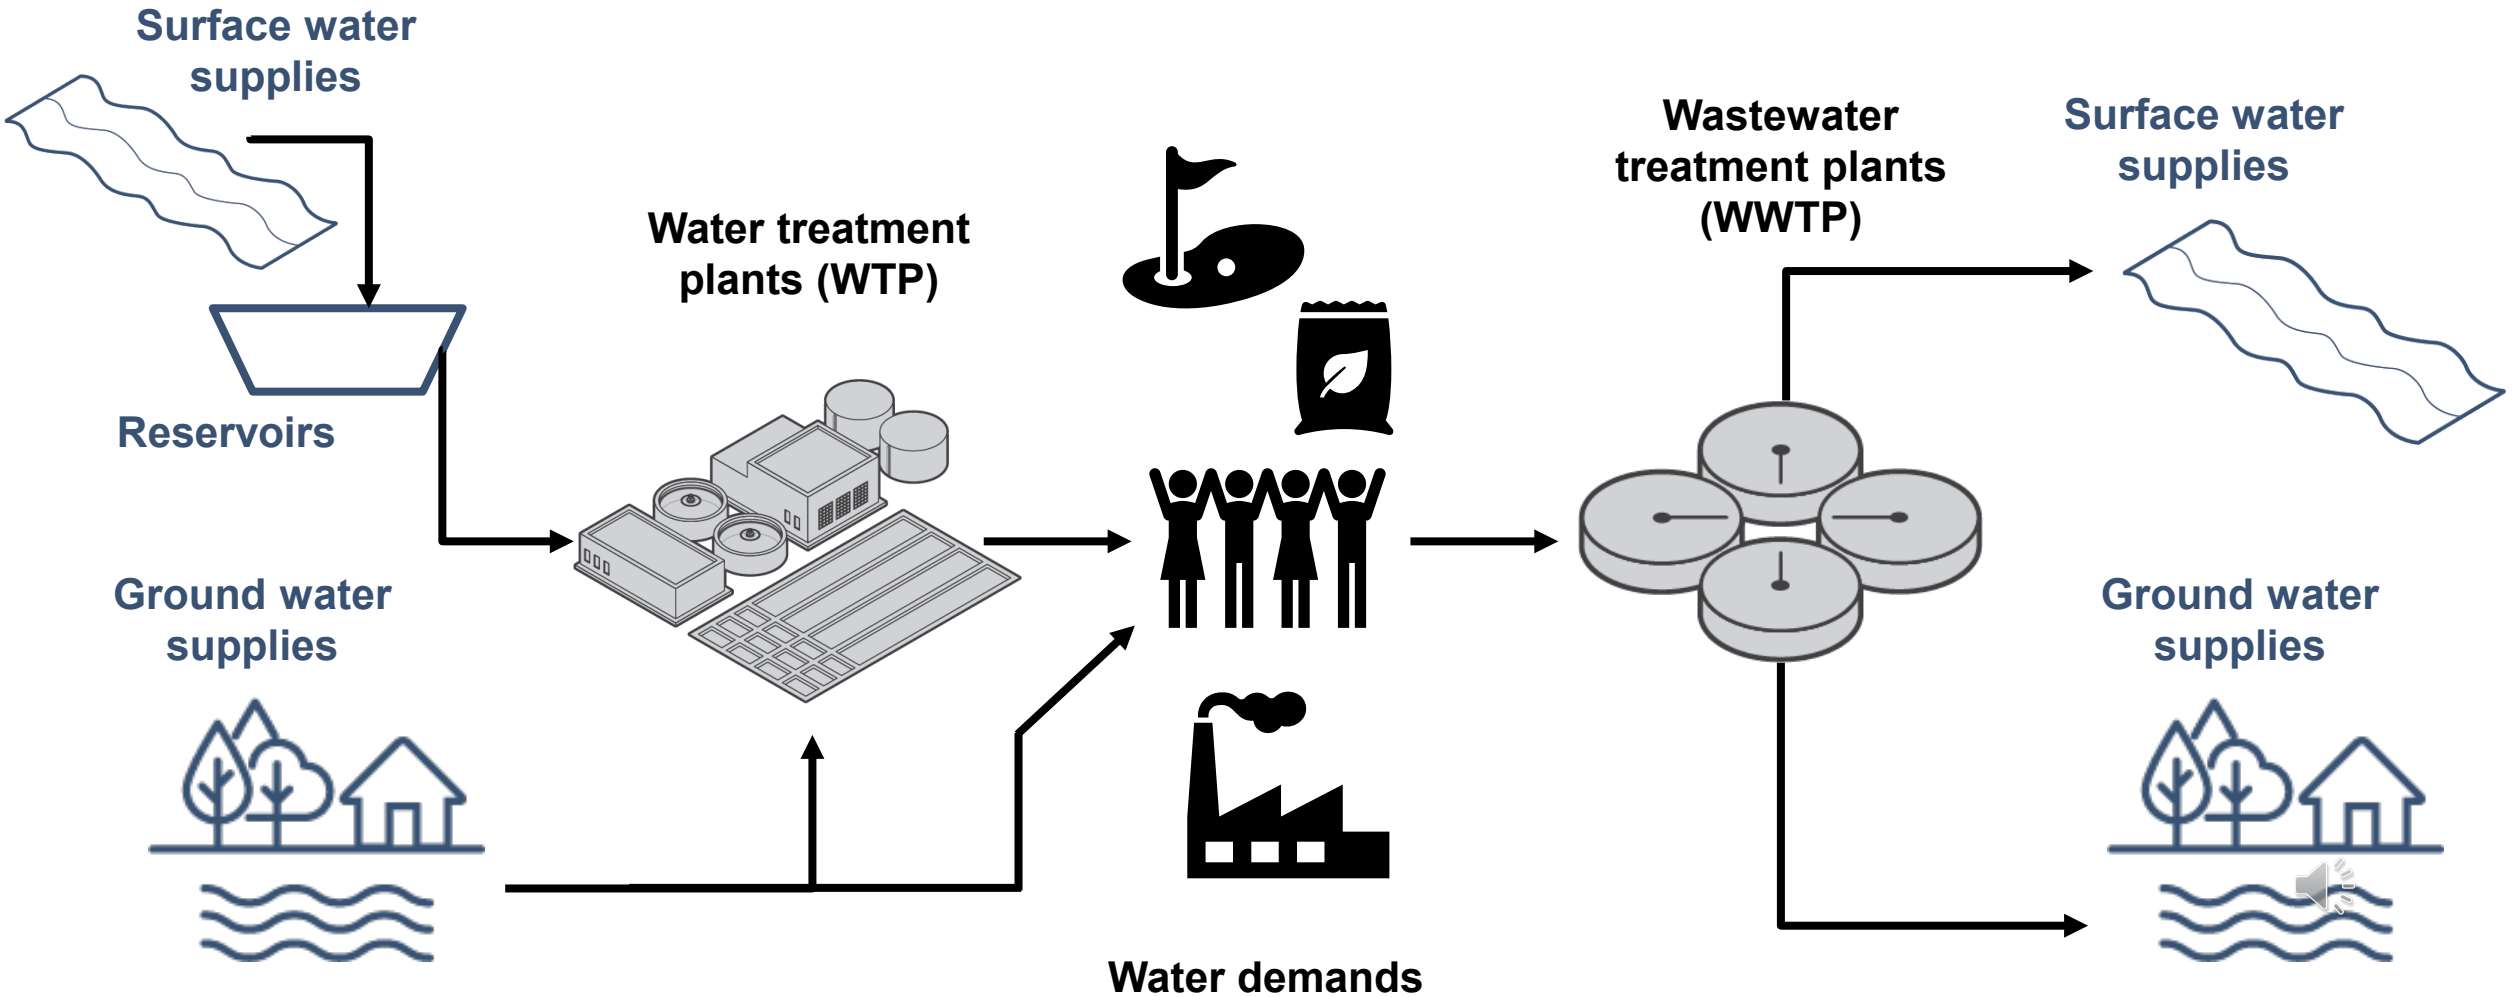 Surface water
supplies
Reservoirs
Ground water
supplies
Water treatment
plants (WTP)
Water demands
Wastewater
treatment plants
(WWTP)
Surface water
supplies
Ground water
supplies